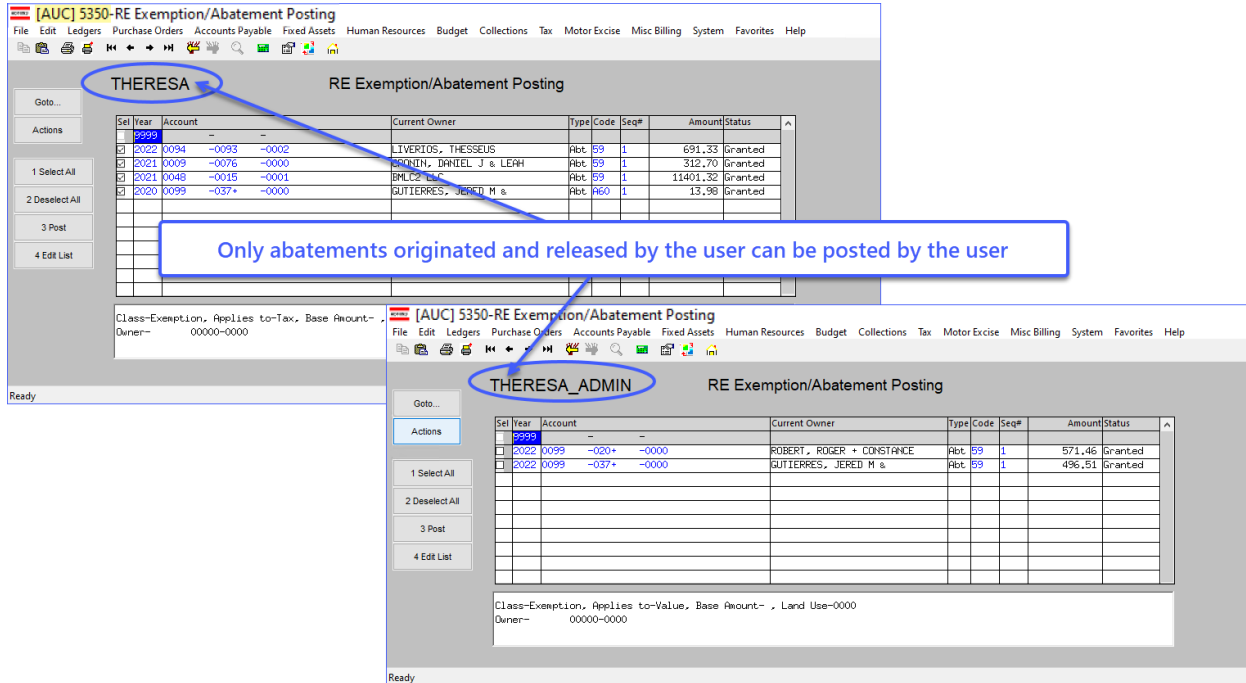 [AUC] 5350-RE Exemption/Abatement Posting
File Edit Ledgers Purchase Orders Accounts Payable Fixed Assets Human Resources Budget Collections Tax Motor Excise Misc Billing System Favorites Help
THERESA RE Exemption/Abatement Posting
Goto...
Actions
1 Select All
2 Deselect All
3 Post
4 Edit List
Sel Year Account Current Owner Type Code Seq# Amount Status
9999 - -
2022 0094 -0093 -0002 LIVERIOS, THESSEUS Abt 59 1 691.33 Granted
2021 0009 -0076 -0000 CRONIN, DANIEL J & LEAH Abt 59 1 312.70 Granted
2021 0048 -0015 -0001 BMLC2 LLC Abt 59 1 11401.32 Granted
2020 0099 -037+ -0000 GUTIERRES, JERED M & Abt A60 1 13.98 Granted
Only abatements originated and released by the user can be posted by the user
Class-Exemption, Applies to-Tax, Base Amount- ,
Owner- 00000-0000
Ready
[AUC] 5350-RE Exemption/Abatement Posting
File Edit Ledgers Purchase Orders Accounts Payable Fixed Assets Human Resources Budget Collections Tax Motor Excise Misc Billing System Favorites Help
THERESA_ADMIN RE Exemption/Abatement Posting
Goto...
Actions
1 Select All
2 Deselect All
3 Post
4 Edit List
Sel Year Account Current Owner Type Code Seq# Amount Status
9999 - -
2022 0099 -020+ -0000 ROBERT, ROGER + CONSTANCE Abt 59 1 571.46 Granted
2022 0099 -037+ -0000 GUTIERRES, JERED M & Abt 59 1 496.51 Granted
Class-Exemption, Applies to-Value, Base Amount- , Land Use-0000
Owner- 00000-0000
Ready